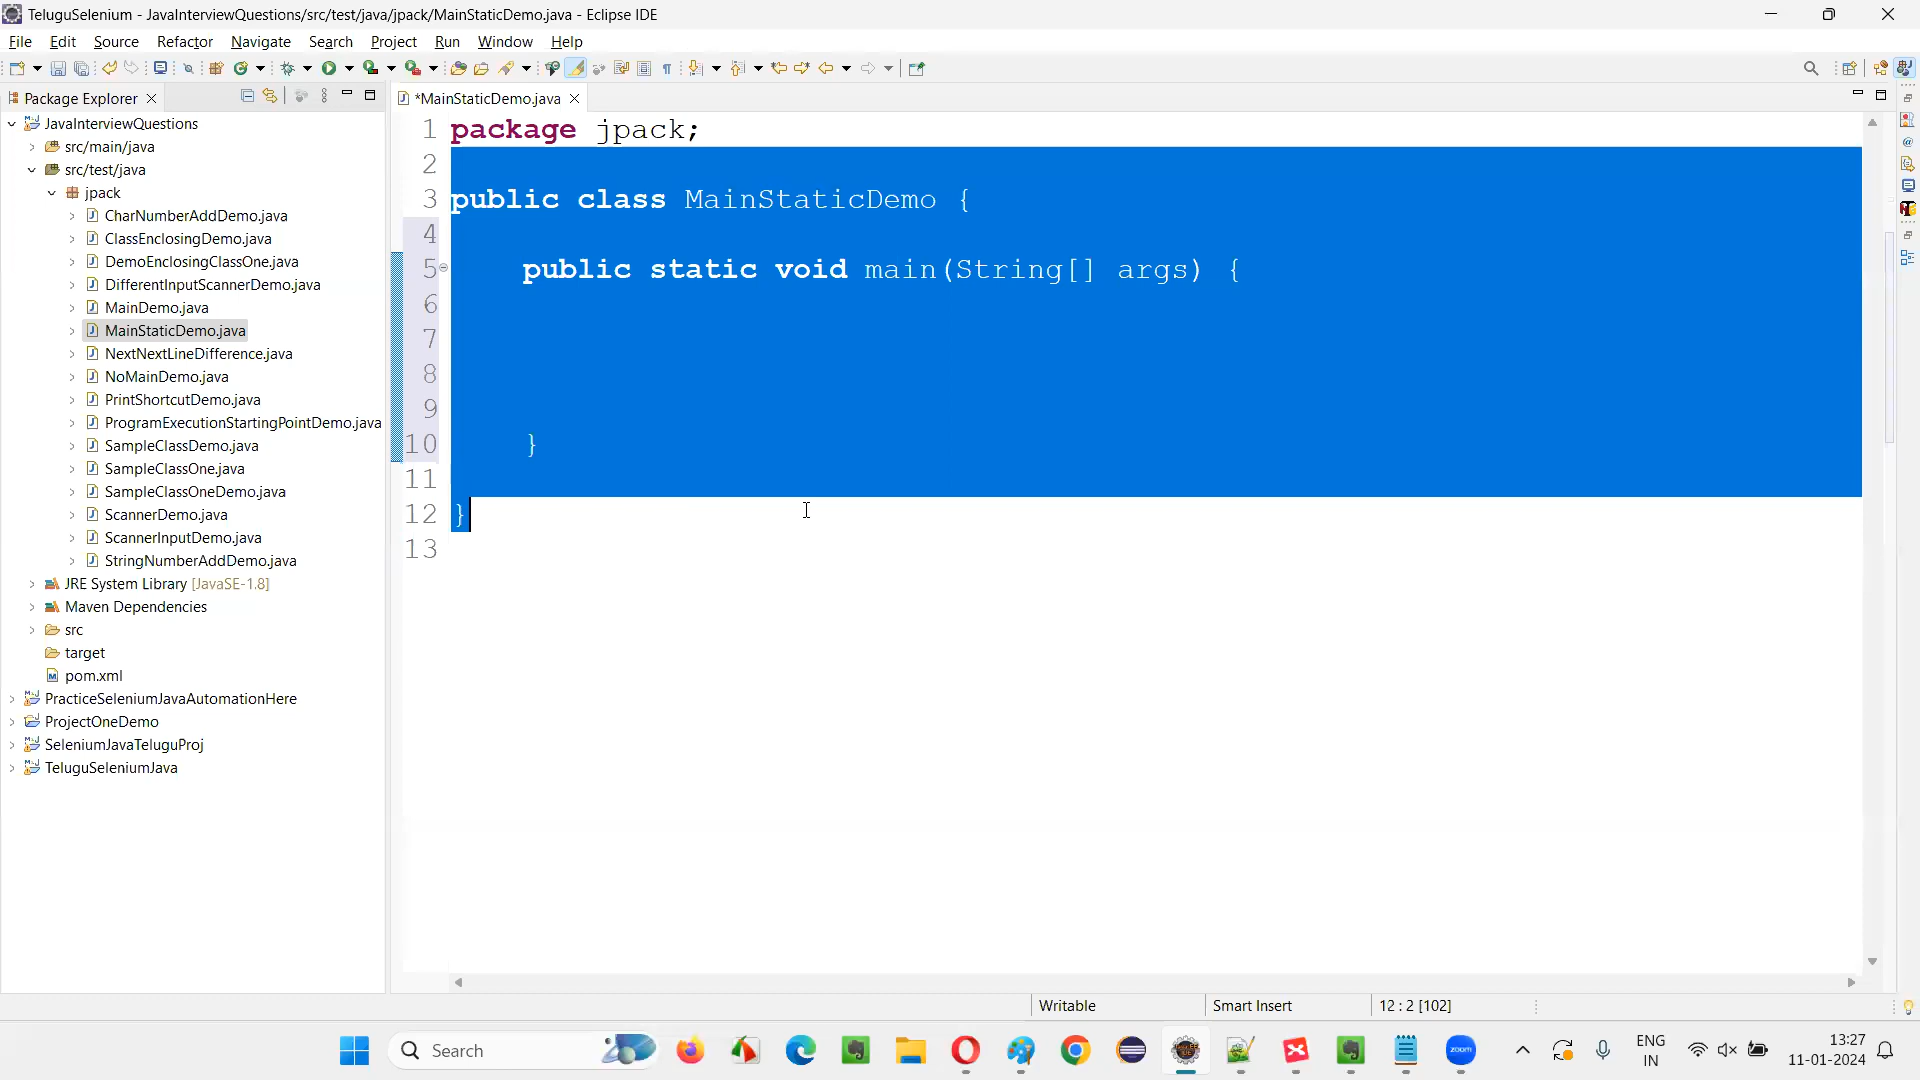 TeluguSelenium - JavaInterviewQuestions/src/test/java/jpack/MainStaticDemo.java - Eclipse IDE
File Edit Source Refactor Navigate Search Project Run Window Help
Package Explorer
*MainStaticDemo.java
JavaInterviewQuestions
src/main/java
src/test/java
jpack
CharNumberAddDemo.java
ClassEnclosingDemo.java
DemoEnclosingClassOne.java
DifferentInputScannerDemo.java
MainDemo.java
MainStaticDemo.java
NextNextLineDifference.java
NoMainDemo.java
PrintShortcutDemo.java
ProgramExecutionStartingPointDemo.java
SampleClassDemo.java
SampleClassOne.java
SampleClassOneDemo.java
ScannerDemo.java
ScannerInputDemo.java
StringNumberAddDemo.java
JRE System Library [JavaSE-1.8]
Maven Dependencies
src
target
pom.xml
PracticeSeleniumJavaAutomationHere
ProjectOneDemo
SeleniumJavaTeluguProj
TeluguSeleniumJava
1 package jpack;
2
3 public class MainStaticDemo {
4
5 public static void main(String[] args) {
6
7
8
9
10 }
11
12 }
13
Writable Smart Insert 12 : 2 [102]
Search
zoom
ENG
IN
13:27
11-01-2024